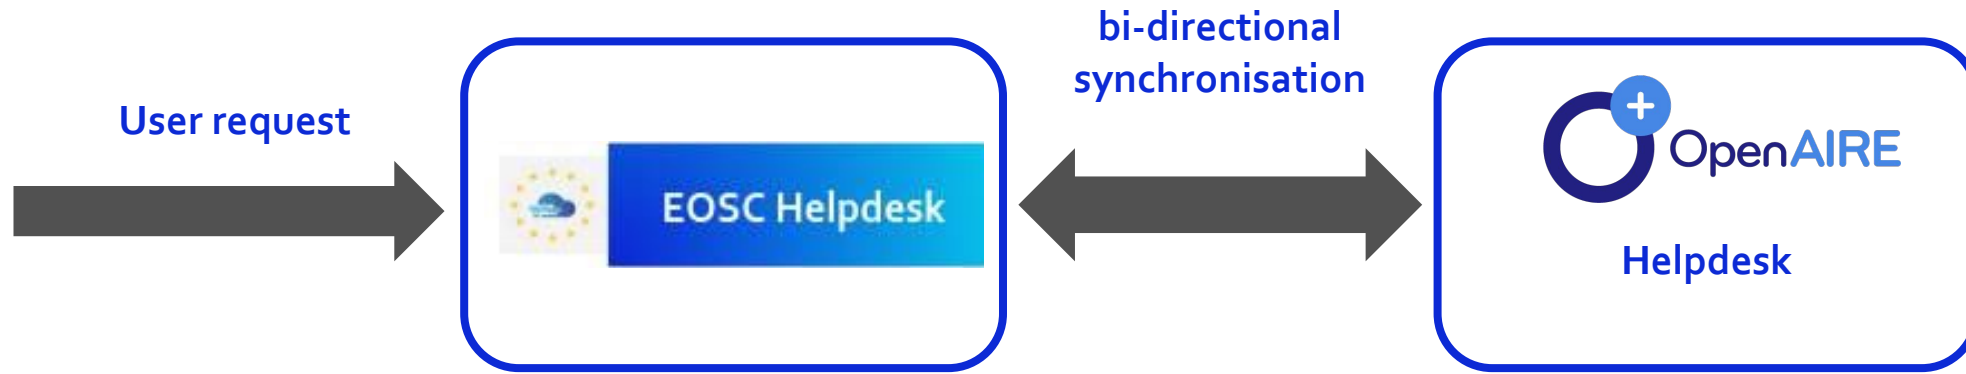 User request
EOSC Helpdesk
bi-directional
synchronisation
OpenAIRE
Helpdesk